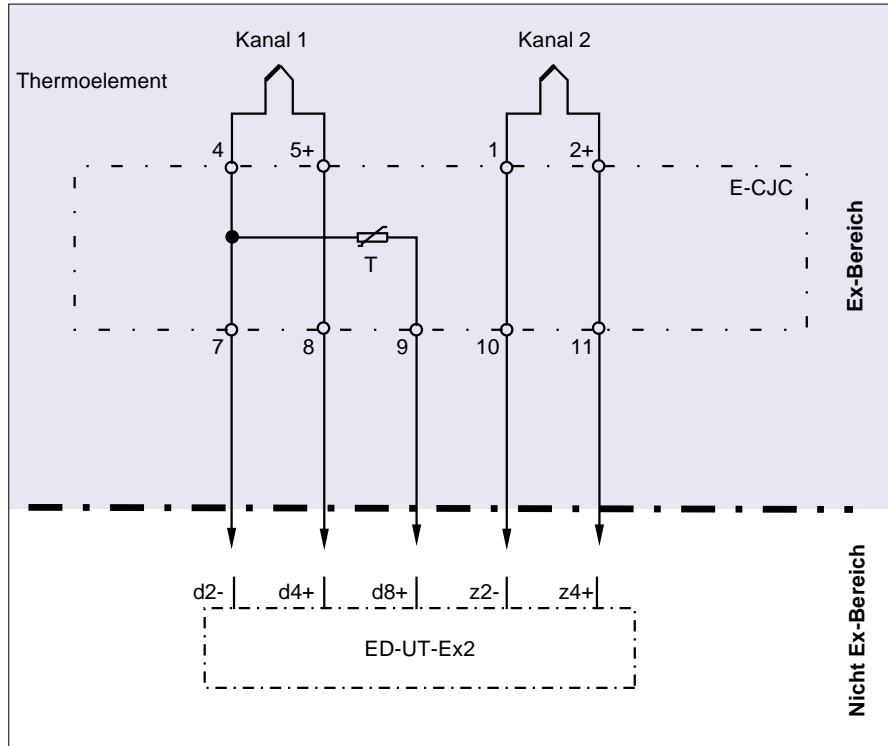 Kanal 1
Kanal 2
Thermoelement
4
5+
1
2+
E-CJC
T
Ex-Bereich
7
8
9
10
11
d2-
d4+
d8+
z2-
z4+
ED-UT-Ex2
Nicht Ex-Bereich